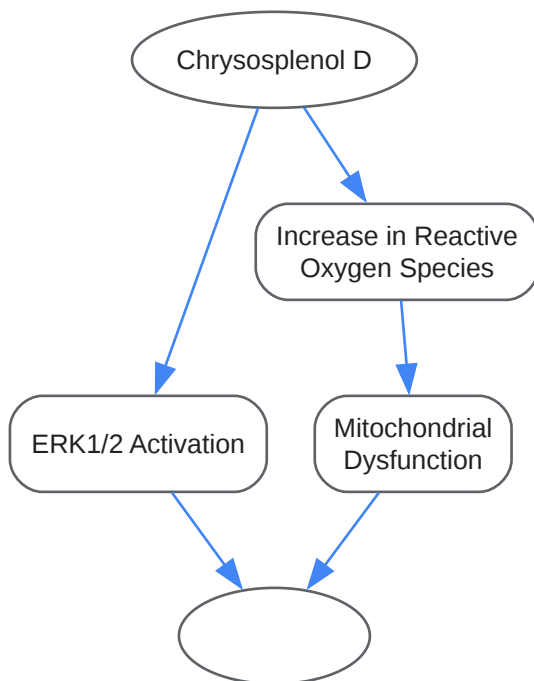 Chrysosplenol D
Increase in Reactive
Oxygen Species
ERK1/2 Activation
Mitochondrial
Dysfunction